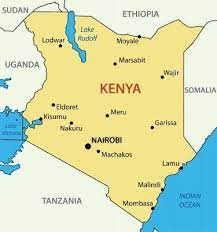 SUDAN
ETHIOPIA
Lake
Rudolf
Lodwar
Moyale
UGANDA
Marsabit
Wajir
KENYA
SOMALIA
Eldoret
Meru
Kisumu
Garissa
Lake
Victoria
Nakuru
NAIROBI
Machakos
Lamu
TANZANIA
Malindi
INDIAN
OCEAN
Mombasa